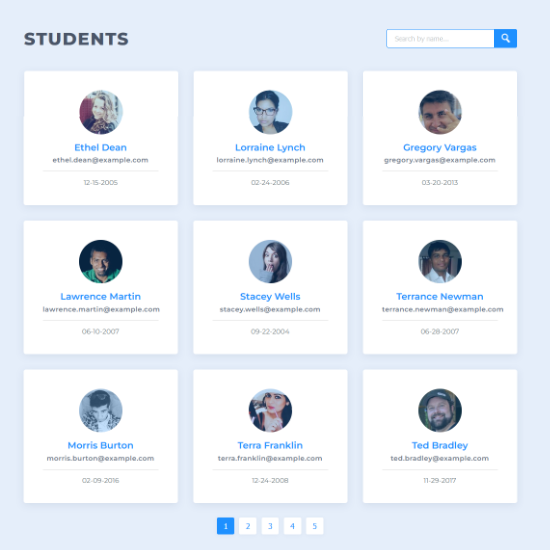 STUDENTS
Search by name...
Ethel Dean
ethel.dean@example.com
12-15-2005
Lorraine Lynch
lorraine.lynch@example.com
02-24-2006
Gregory Vargas
gregory.vargas@example.com
03-20-2013
Lawrence Martin
lawrence.martin@example.com
06-10-2007
Stacey Wells
stacey.wells@example.com
09-22-2004
Terrance Newman
terrance.newman@example.com
06-28-2007
Morris Burton
morris.burton@example.com
02-09-2016
Terra Franklin
terra.franklin@example.com
12-24-2008
Ted Bradley
ted.bradley@example.com
11-29-2017
1 2 3 4 5